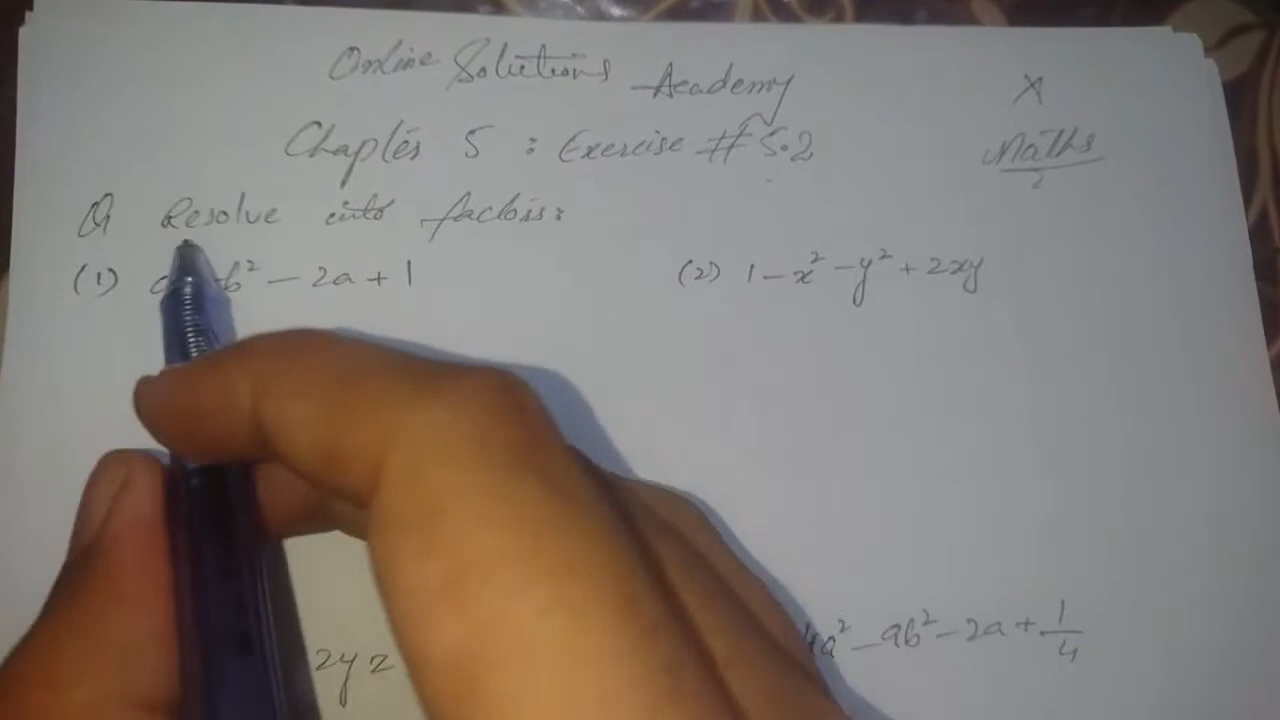 Online Solutions Academy
X
Chapter 5 : Exercise # 5.2
Maths
Q Resolve into factors:
(1) b² - 2a + 1
(2) 1 - x² - y² + 2xy
2yz
4a² - 9b² - 2a + 1/4